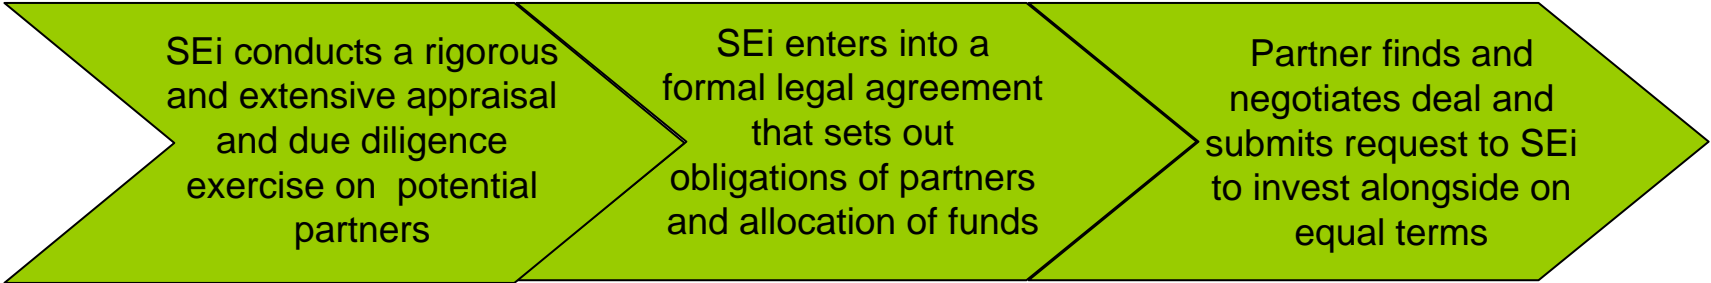 SEi conducts a rigorous
and extensive appraisal
and due diligence
exercise on  potential
partners
SEi enters into a
formal legal agreement
that sets out
obligations of partners
and allocation of funds
Partner finds and
negotiates deal and
submits request to SEi
to invest alongside on
equal terms